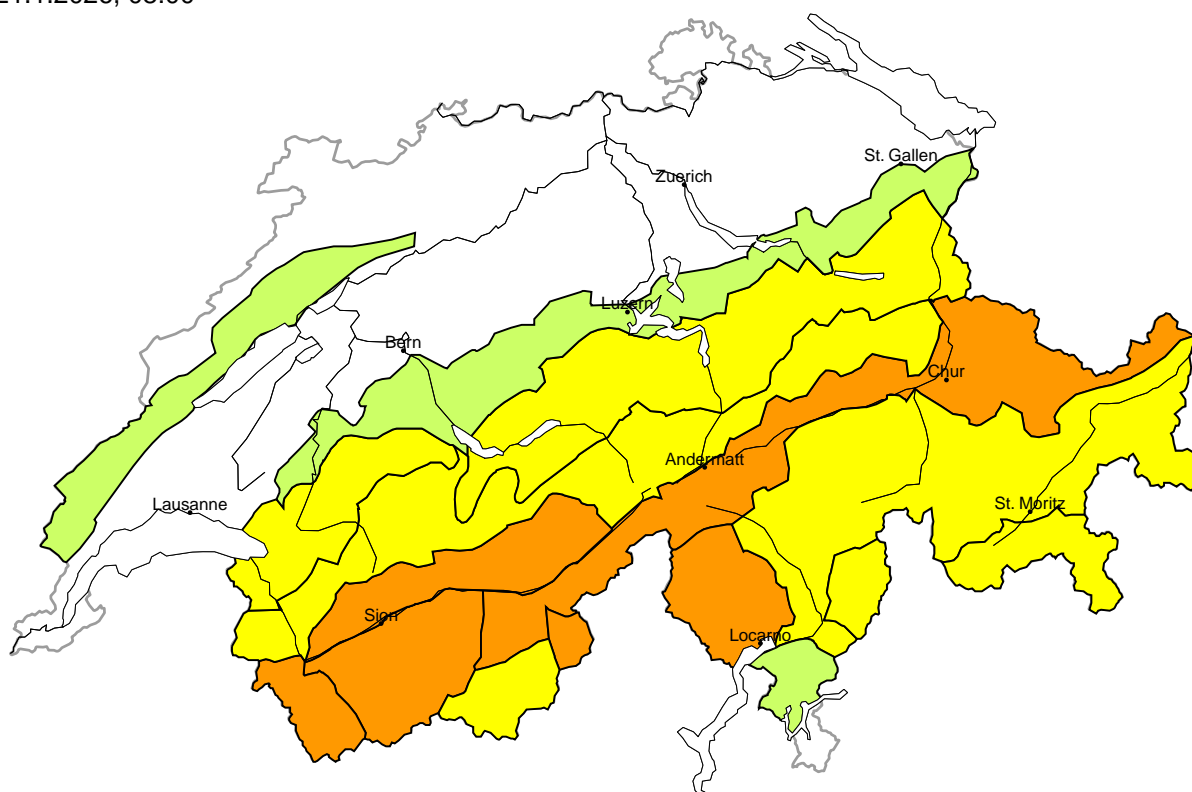 St. Gallen
Zuerich
Luzern
Bern
Chur
Andermatt
Lausanne
St. Moritz
Sion
Locarno